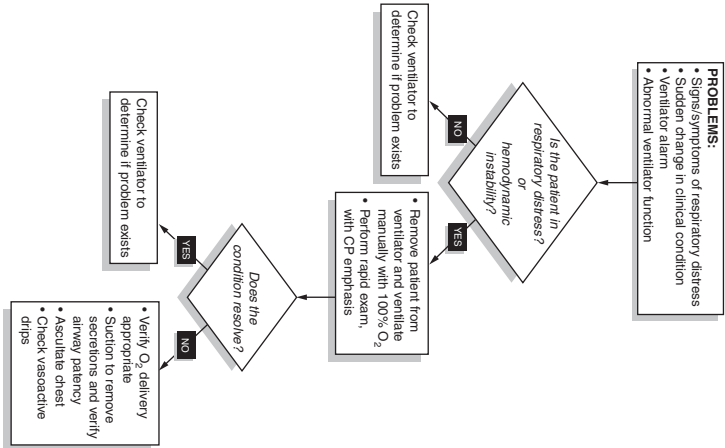 PROBLEMS:
• Signs/symptoms of respiratory distress
• Sudden change in clinical condition
• Ventilator alarm
• Abnormal ventilator function
Is the patient in
respiratory distress?
or
hemodynamic
instability?
NO
YES
Check ventilator to
determine if problem exists
• Remove patient from
ventilator and ventilate
manually with 100% O₂
• Perform rapid exam,
with CP emphasis
Does the
condition resolve?
YES
NO
Check ventilator to
determine if problem exists
• Verify O₂ delivery
appropriate
• Suction to remove
secretions and verify
airway patency
• Ascultate chest
• Check vasoactive
drips